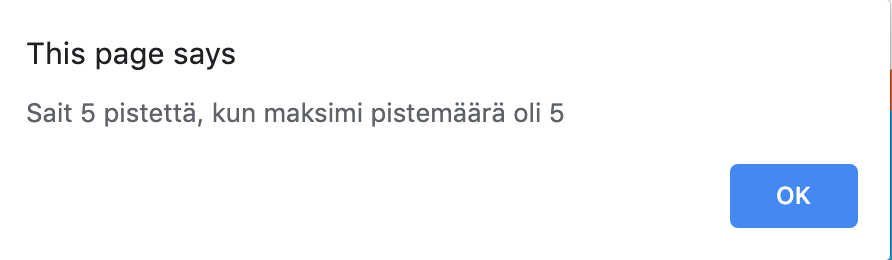 This page says
Sait 5 pistettä, kun maksimi pistemäärä oli 5
OK